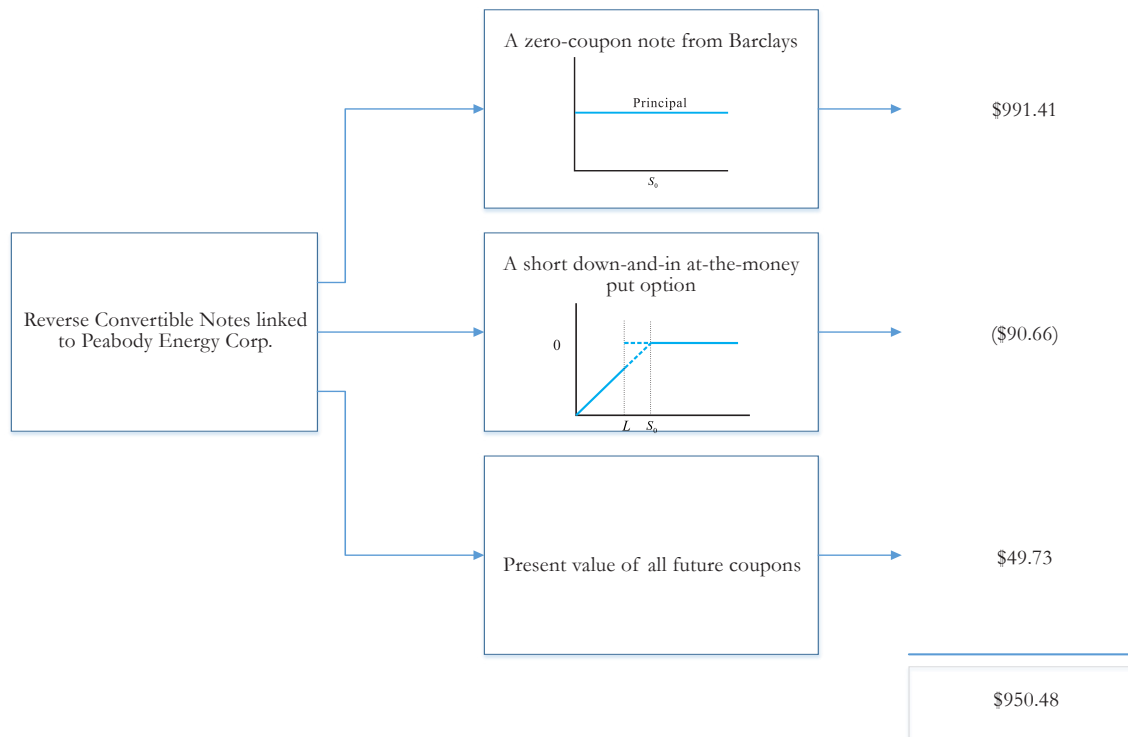 A zero-coupon note from Barclays
Principal
S₀
$991.41
Reverse Convertible Notes linked
to Peabody Energy Corp.
A short down-and-in at-the-money
put option
0
L S₀
($90.66)
Present value of all future coupons
$49.73
$950.48